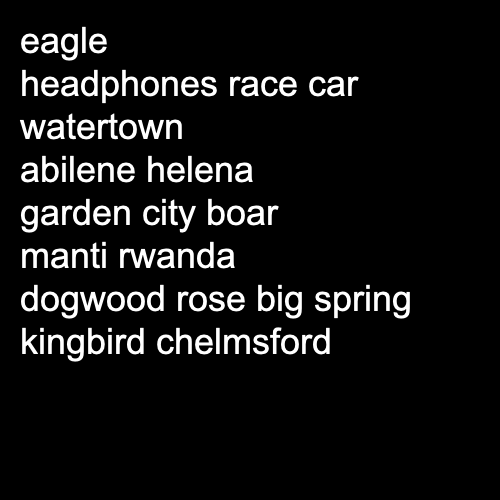 eagle
headphones race car
watertown
abilene helena
garden city boar
manti rwanda
dogwood rose big spring
kingbird chelmsford